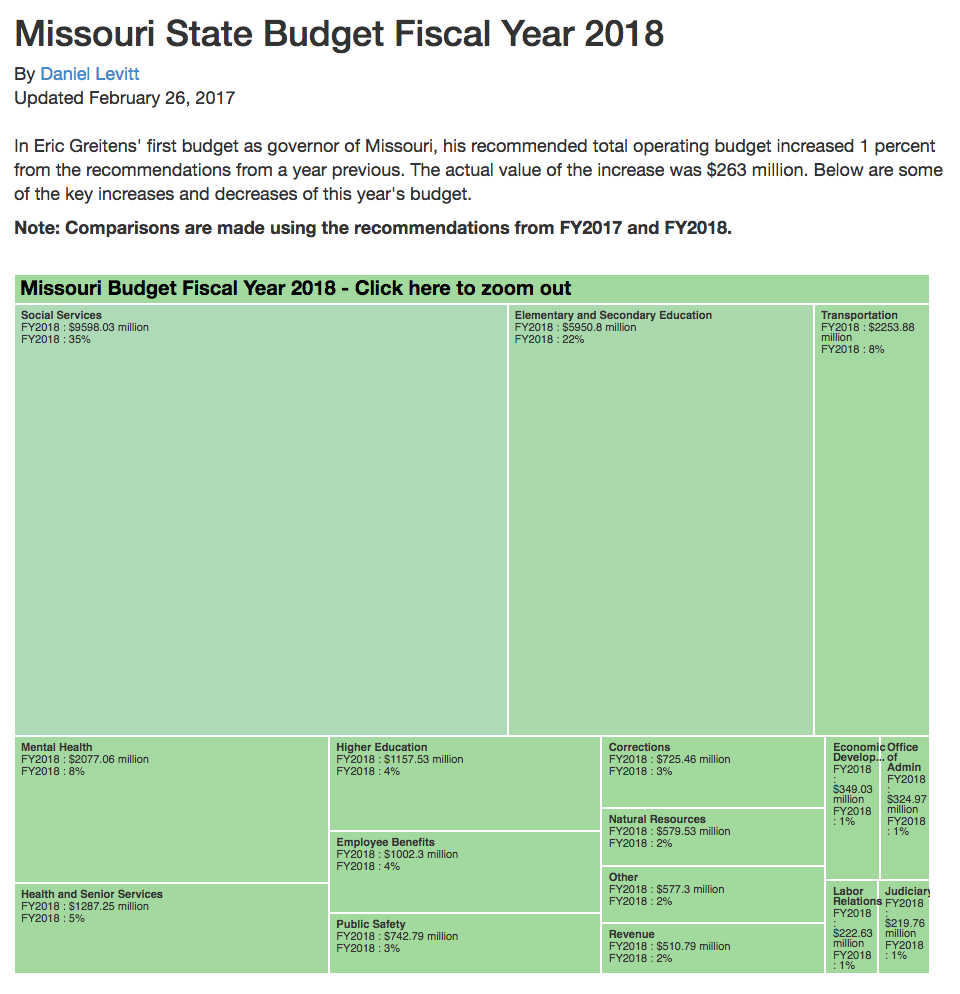 Missouri State Budget Fiscal Year 2018
By Daniel Levitt
Updated February 26, 2017
In Eric Greitens' first budget as governor of Missouri, his recommended total operating budget increased 1 percent
from the recommendations from a year previous. The actual value of the increase was $263 million. Below are some
of the key increases and decreases of this year's budget.
Note: Comparisons are made using the recommendations from FY2017 and FY2018.
Missouri Budget Fiscal Year 2018 - Click here to zoom out
Social Services
FY2018 : $9598.03 million
FY2018 : 35%
Elementary and Secondary Education
FY2018 : $5950.8 million
FY2018 : 22%
Transportation
FY2018 : $2253.88
million
FY2018 : 8%
Mental Health
FY2018 : $2077.06 million
FY2018 : 8%
Health and Senior Services
FY2018 : $1287.25 million
FY2018 : 5%
Higher Education
FY2018 : $1157.53 million
FY2018 : 4%
Employee Benefits
FY2018 : $1002.3 million
FY2018 : 4%
Public Safety
FY2018 : $742.79 million
FY2018 : 3%
Corrections
FY2018 : $725.46 million
FY2018 : 3%
Natural Resources
FY2018 : $579.53 million
FY2018 : 2%
Other
FY2018 : $577.3 million
FY2018 : 2%
Revenue
FY2018 : $510.79 million
FY2018 : 2%
Economic
Develop...
FY2018
:
$349.03
million
FY2018
: 1%
Office
of
Admin
FY2018
:
$324.97
million
FY2018
: 1%
Labor
Relations
FY2018
:
$222.63
million
FY2018
: 1%
Judiciary
FY2018
:
$219.76
million
FY2018
: 1%